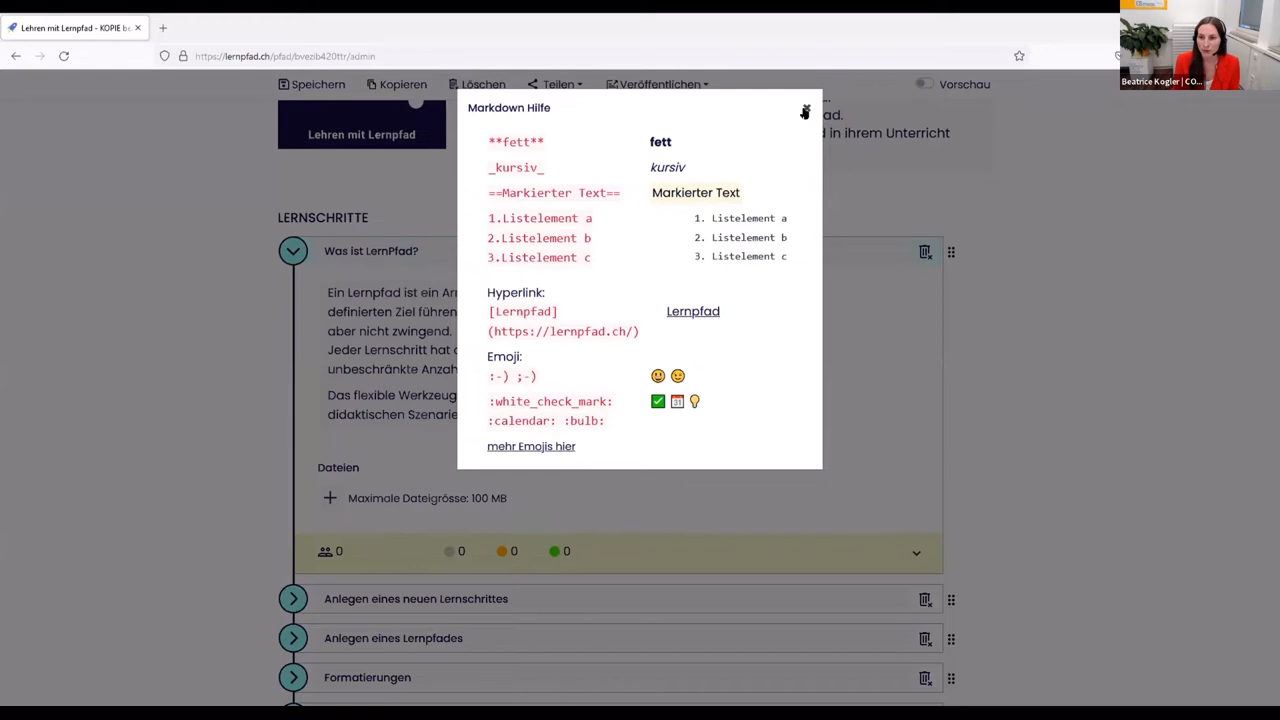 Lehren mit Lernpfad - KOPIE be
https://lernpfad.ch/pfad/bvezib420ttr/admin
Beatrice Kogler | CO...
Speichern Kopieren Löschen Teilen Veröffentlichen Vorschau
Lehren mit Lernpfad
fad.
d in ihrem Unterricht
LERNSCHRITTE
Was ist LernPfad?
Ein Lernpfad ist ein Arr
definierten Ziel führen
aber nicht zwingend.
Jeder Lernschritt hat
unbeschränkte Anzah
Das flexible Werkzeug
didaktischen Szenarie
Dateien
Maximale Dateigrösse: 100 MB
0 0 0 0
Anlegen eines neuen Lernschrittes
Anlegen eines Lernpfades
Formatierungen
Markdown Hilfe
**fett** fett
_kursiv_ kursiv
==Markierter Text== Markierter Text
1.Listelement a 1. Listelement a
2.Listelement b 2. Listelement b
3.Listelement c 3. Listelement c
Hyperlink:
[Lernpfad] Lernpfad
(https://lernpfad.ch/)
Emoji:
:-) ;-)
:white_check_mark:
:calendar: :bulb:
mehr Emojis hier